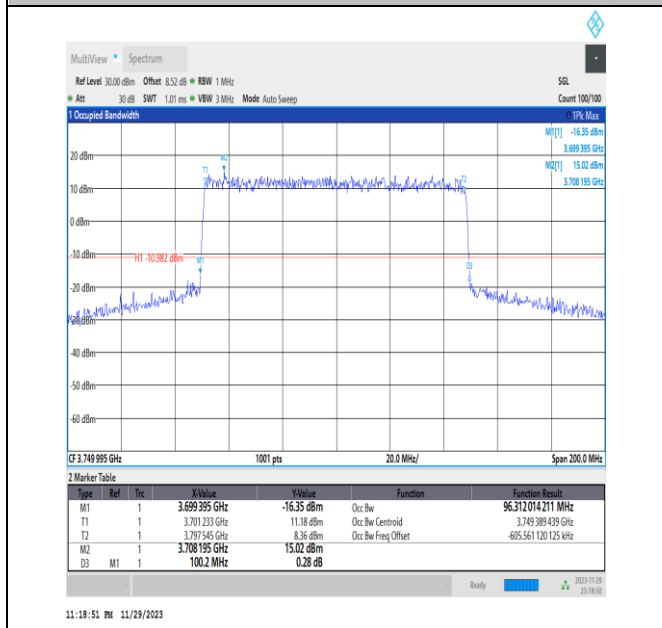 MultiView Spectrum
Ref Level 30.00 dBm Offset 8.52 dB RBW 1 MHz SGL
Att 30 dB SWT 1.01 ms VBW 3 MHz Mode Auto Sweep Count 100/100
1 Occupied Bandwidth 1Pk Max
M1[1] -16.35 dBm
3.699 395 GHz
M2[1] 15.02 dBm
3.708 195 GHz
20 dBm
M2
T1
T2
10 dBm
0 dBm
-10 dBm
H1 -10.982 dBm
M1
D3
-20 dBm
-30 dBm
-40 dBm
-50 dBm
-60 dBm
CF 3.749 995 GHz 1001 pts 20.0 MHz/ Span 200.0 MHz
2 Marker Table
Type Ref Trc X-Value Y-Value Function Function Result
M1 1 3.699 395 GHz -16.35 dBm Occ Bw 96.312 014 211 MHz
T1 1 3.701 233 GHz 11.18 dBm Occ Bw Centroid 3.749 389 439 GHz
T2 1 3.797 545 GHz 8.36 dBm Occ Bw Freq Offset -605.561 120 125 kHz
M2 1 3.708 195 GHz 15.02 dBm
D3 M1 1 100.2 MHz 0.28 dB
Ready 2023-11-29
23:18:50
11:18:51 PM 11/29/2023